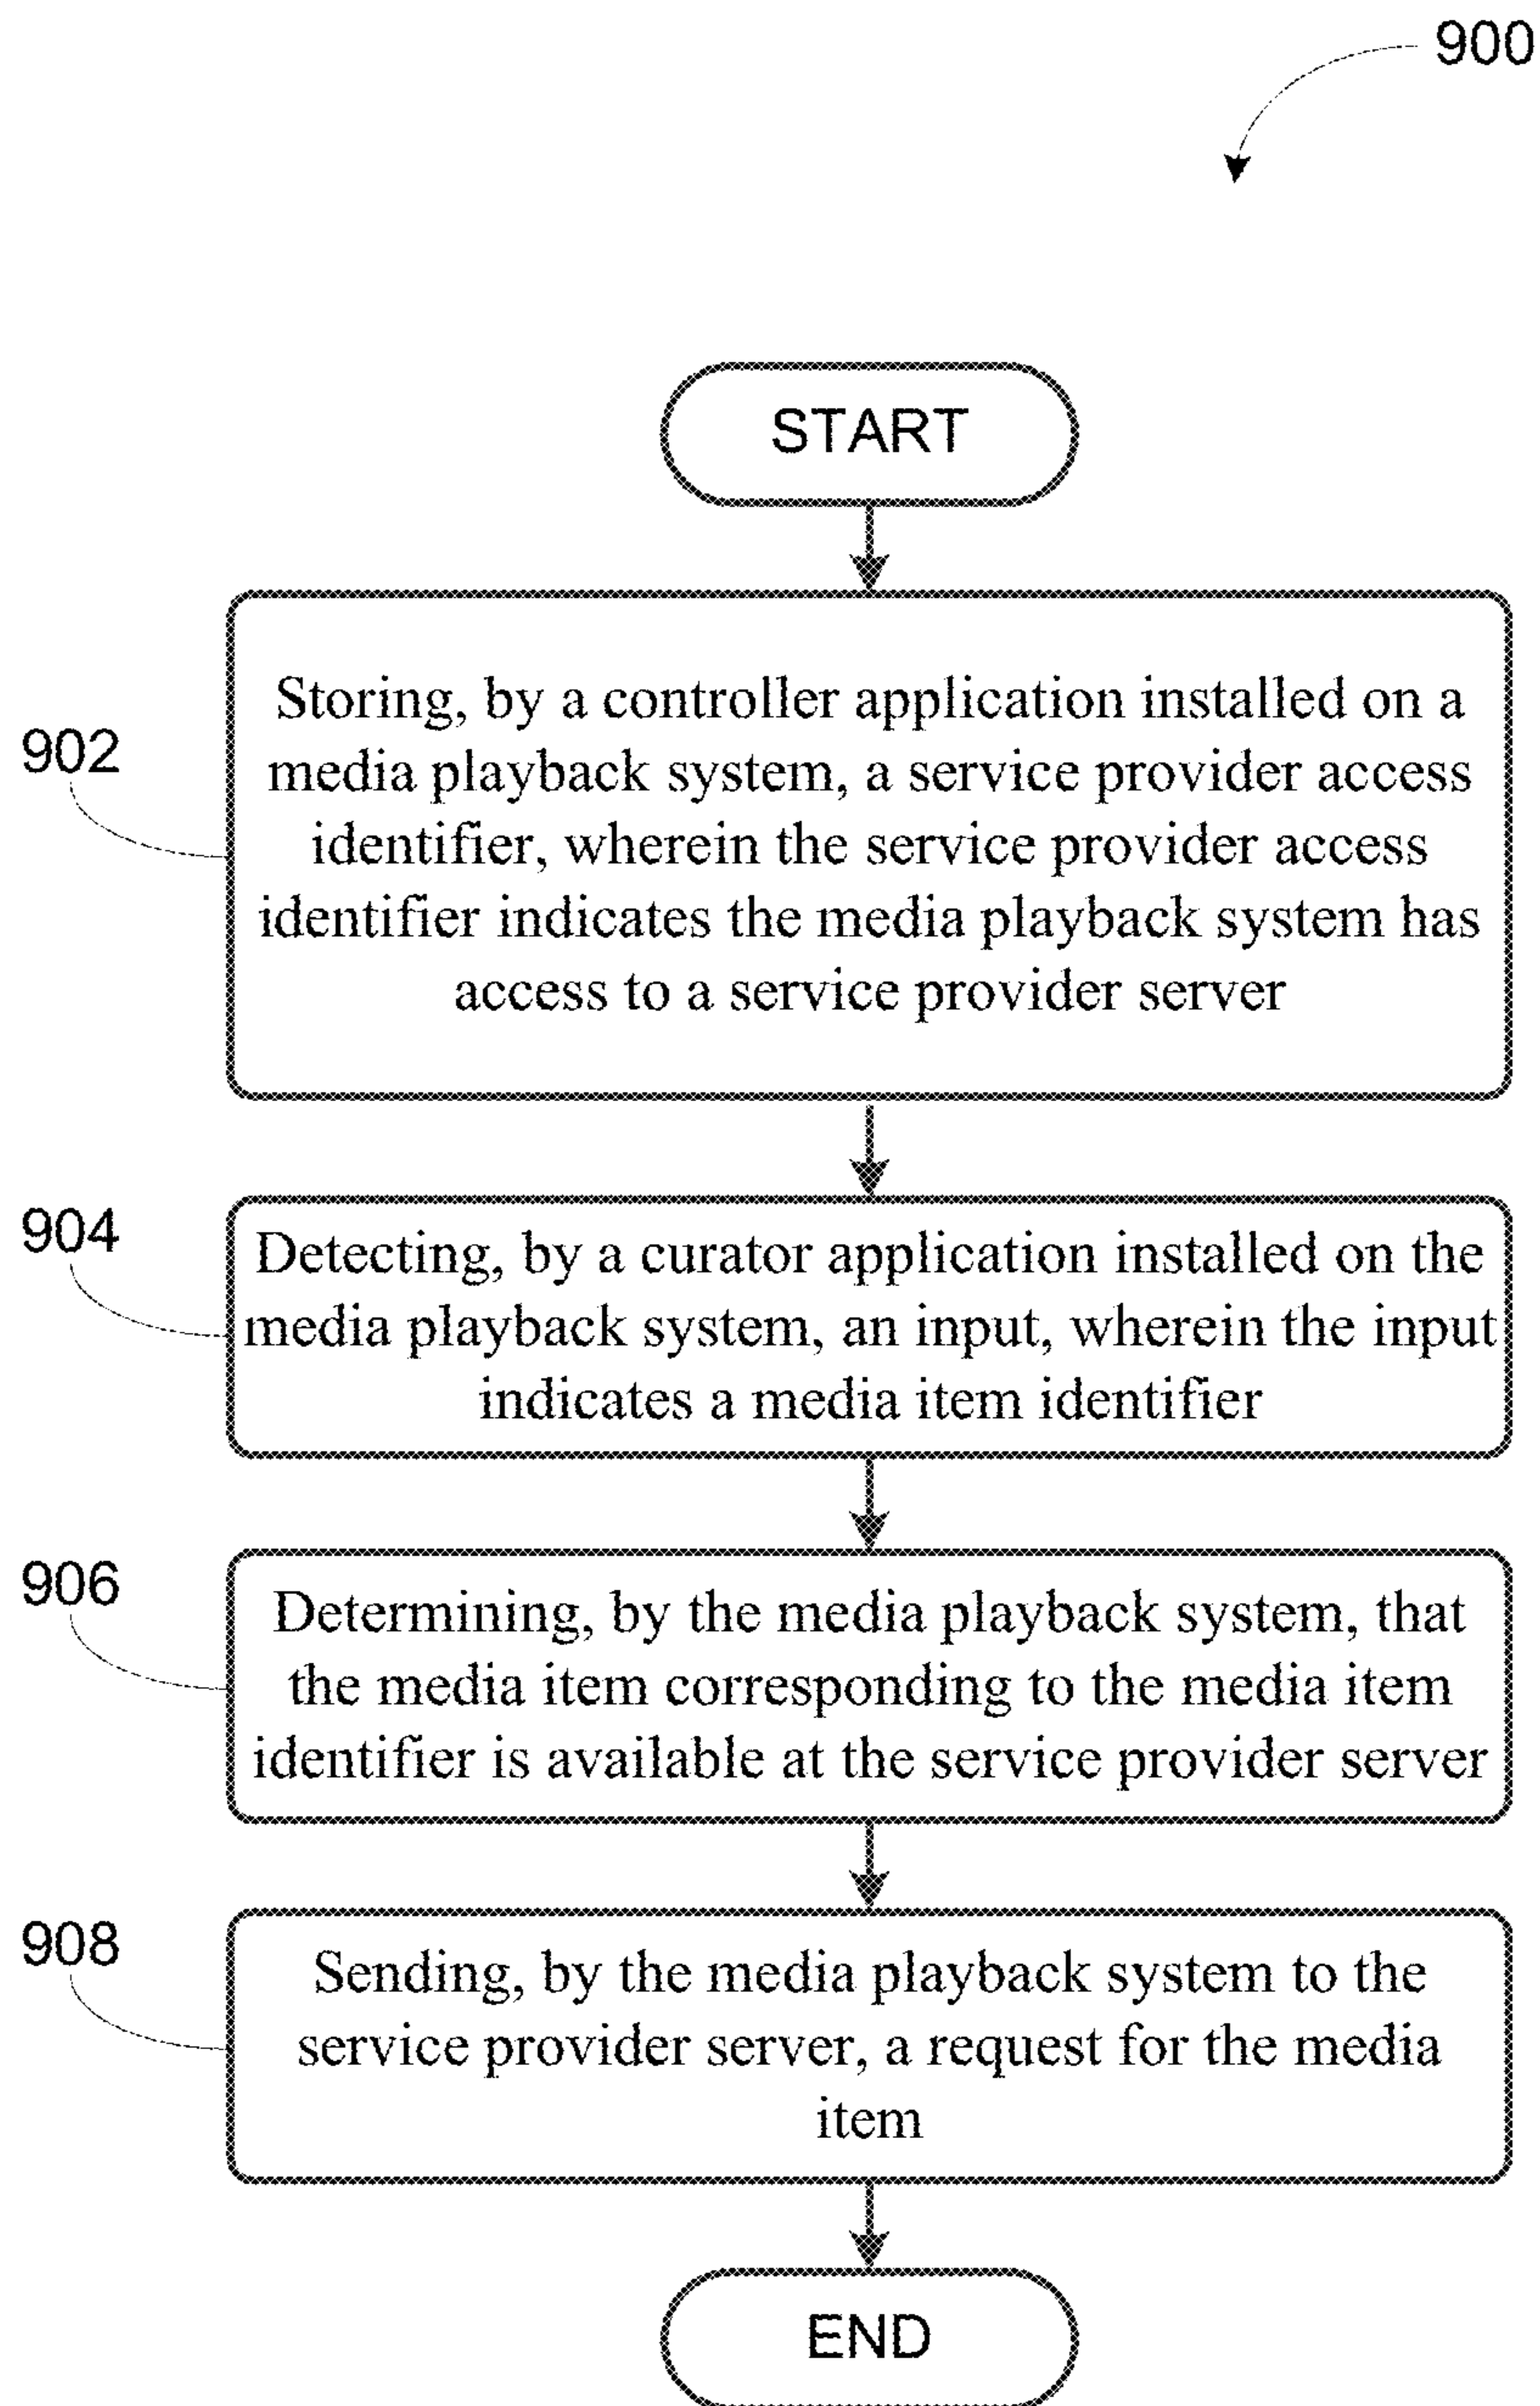 900
START
902
Storing, by a controller application installed on a
media playback system, a service provider access
identifier, wherein the service provider access
identifier indicates the media playback system has
access to a service provider server
904
Detecting, by a curator application installed on the
media playback system, an input, wherein the input
indicates a media item identifier
906
Determining, by the media playback system, that
the media item corresponding to the media item
identifier is available at the service provider server
908
Sending, by the media playback system to the
service provider server, a request for the media
item
END